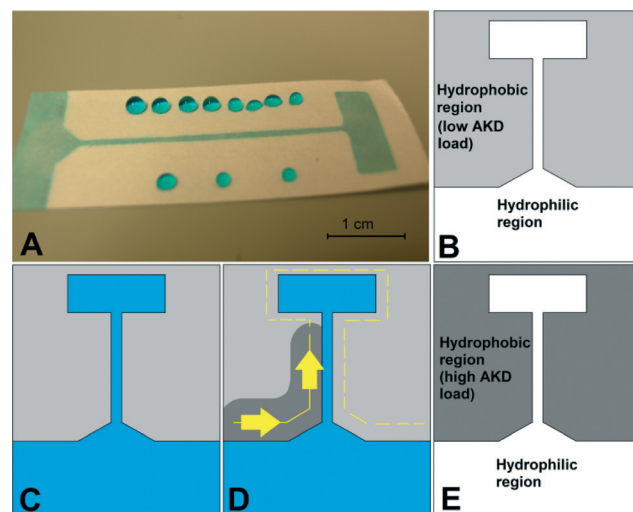 A
1 cm
Hydrophobic
region
(low AKD
load)
Hydrophilic
region
B
C
D
Hydrophobic
region
(high AKD
load)
Hydrophilic
region
E